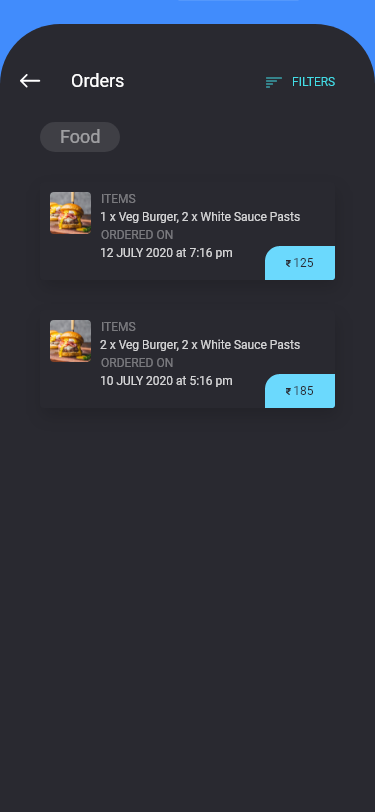 Orders
FILTERS
Food
ITEMS
1 x Veg Burger, 2 x White Sauce Pasts
ORDERED ON
12 JULY 2020 at 7:16 pm
₹ 125
ITEMS
2 x Veg Burger, 2 x White Sauce Pasts
ORDERED ON
10 JULY 2020 at 5:16 pm
₹ 185